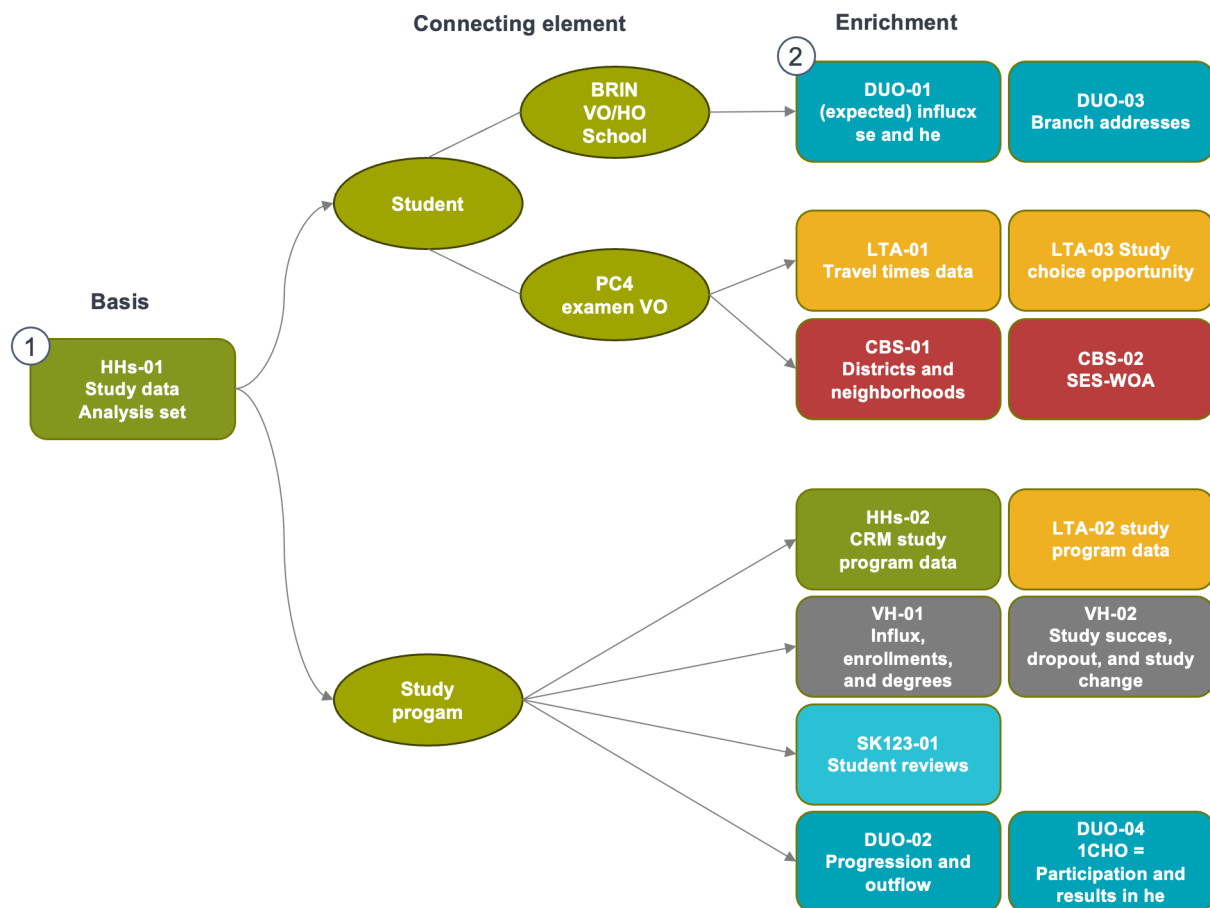 Connecting element
Enrichment
2
BRIN
VO/HO
School
DUO-01
(expected) influcx
se and he
DUO-03
Branch addresses
Student
LTA-01
Travel times data
LTA-03 Study
choice opportunity
PC4
examen VO
Basis
1
HHs-01
Study data
Analysis set
CBS-01
Districts and
neighborhoods
CBS-02
SES-WOA
HHs-02
CRM study
program data
LTA-02 study
program data
VH-01
Influx,
enrollments,
and degrees
VH-02
Study succes,
dropout, and study
change
Study
progam
SK123-01
Student reviews
DUO-02
Progression and
outflow
DUO-04
1CHO =
Participation and
results in he